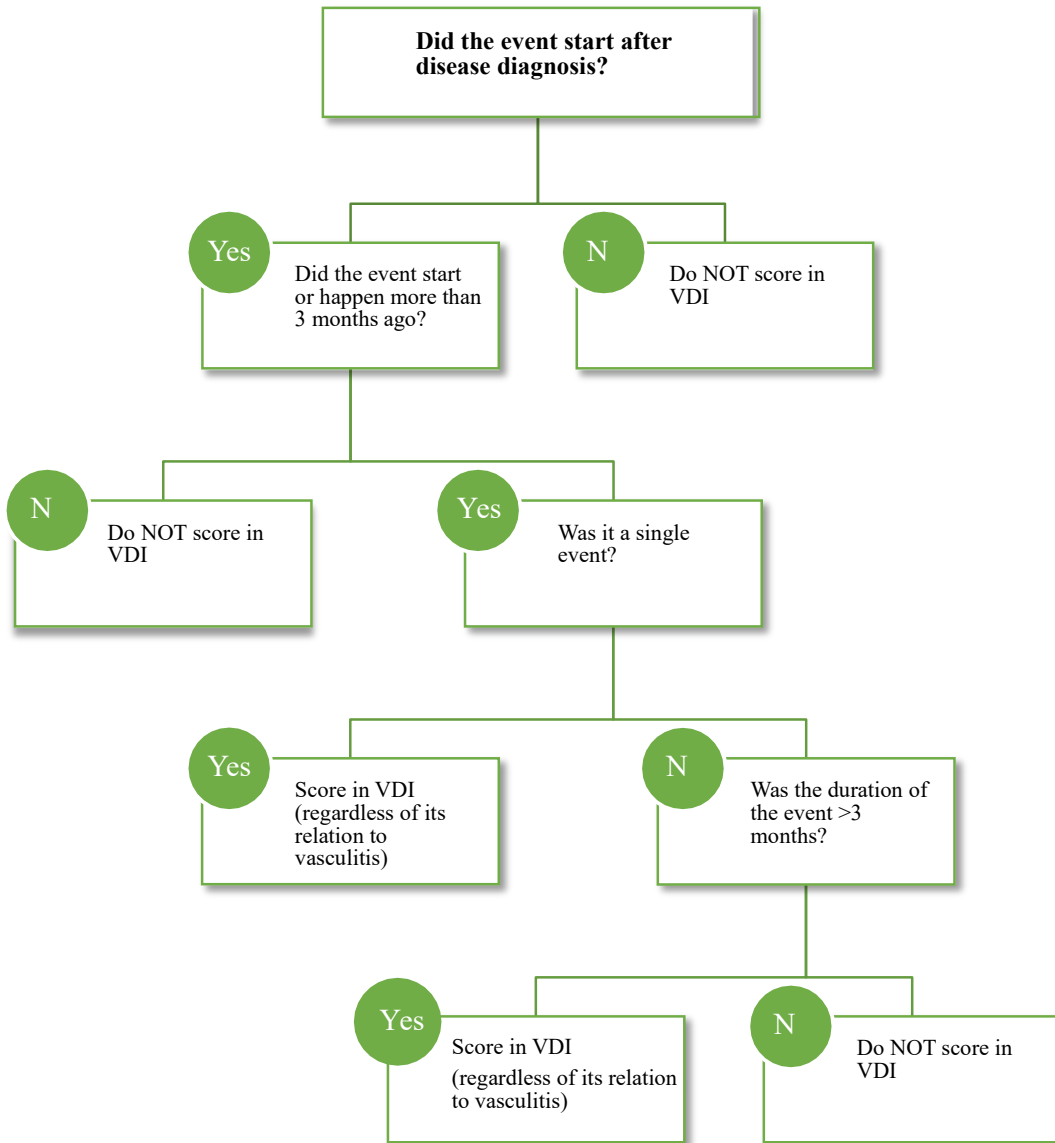 Did the event start after
disease diagnosis?
Yes
Did the event start
or happen more than
3 months ago?
N
Do NOT score in
VDI
N
Do NOT score in
VDI
Yes
Was it a single
event?
Yes
Score in VDI
(regardless of its
relation to
vasculitis)
N
Was the duration of
the event >3
months?
Yes
Score in VDI
(regardless of its relation
to vasculitis)
N
Do NOT score in
VDI